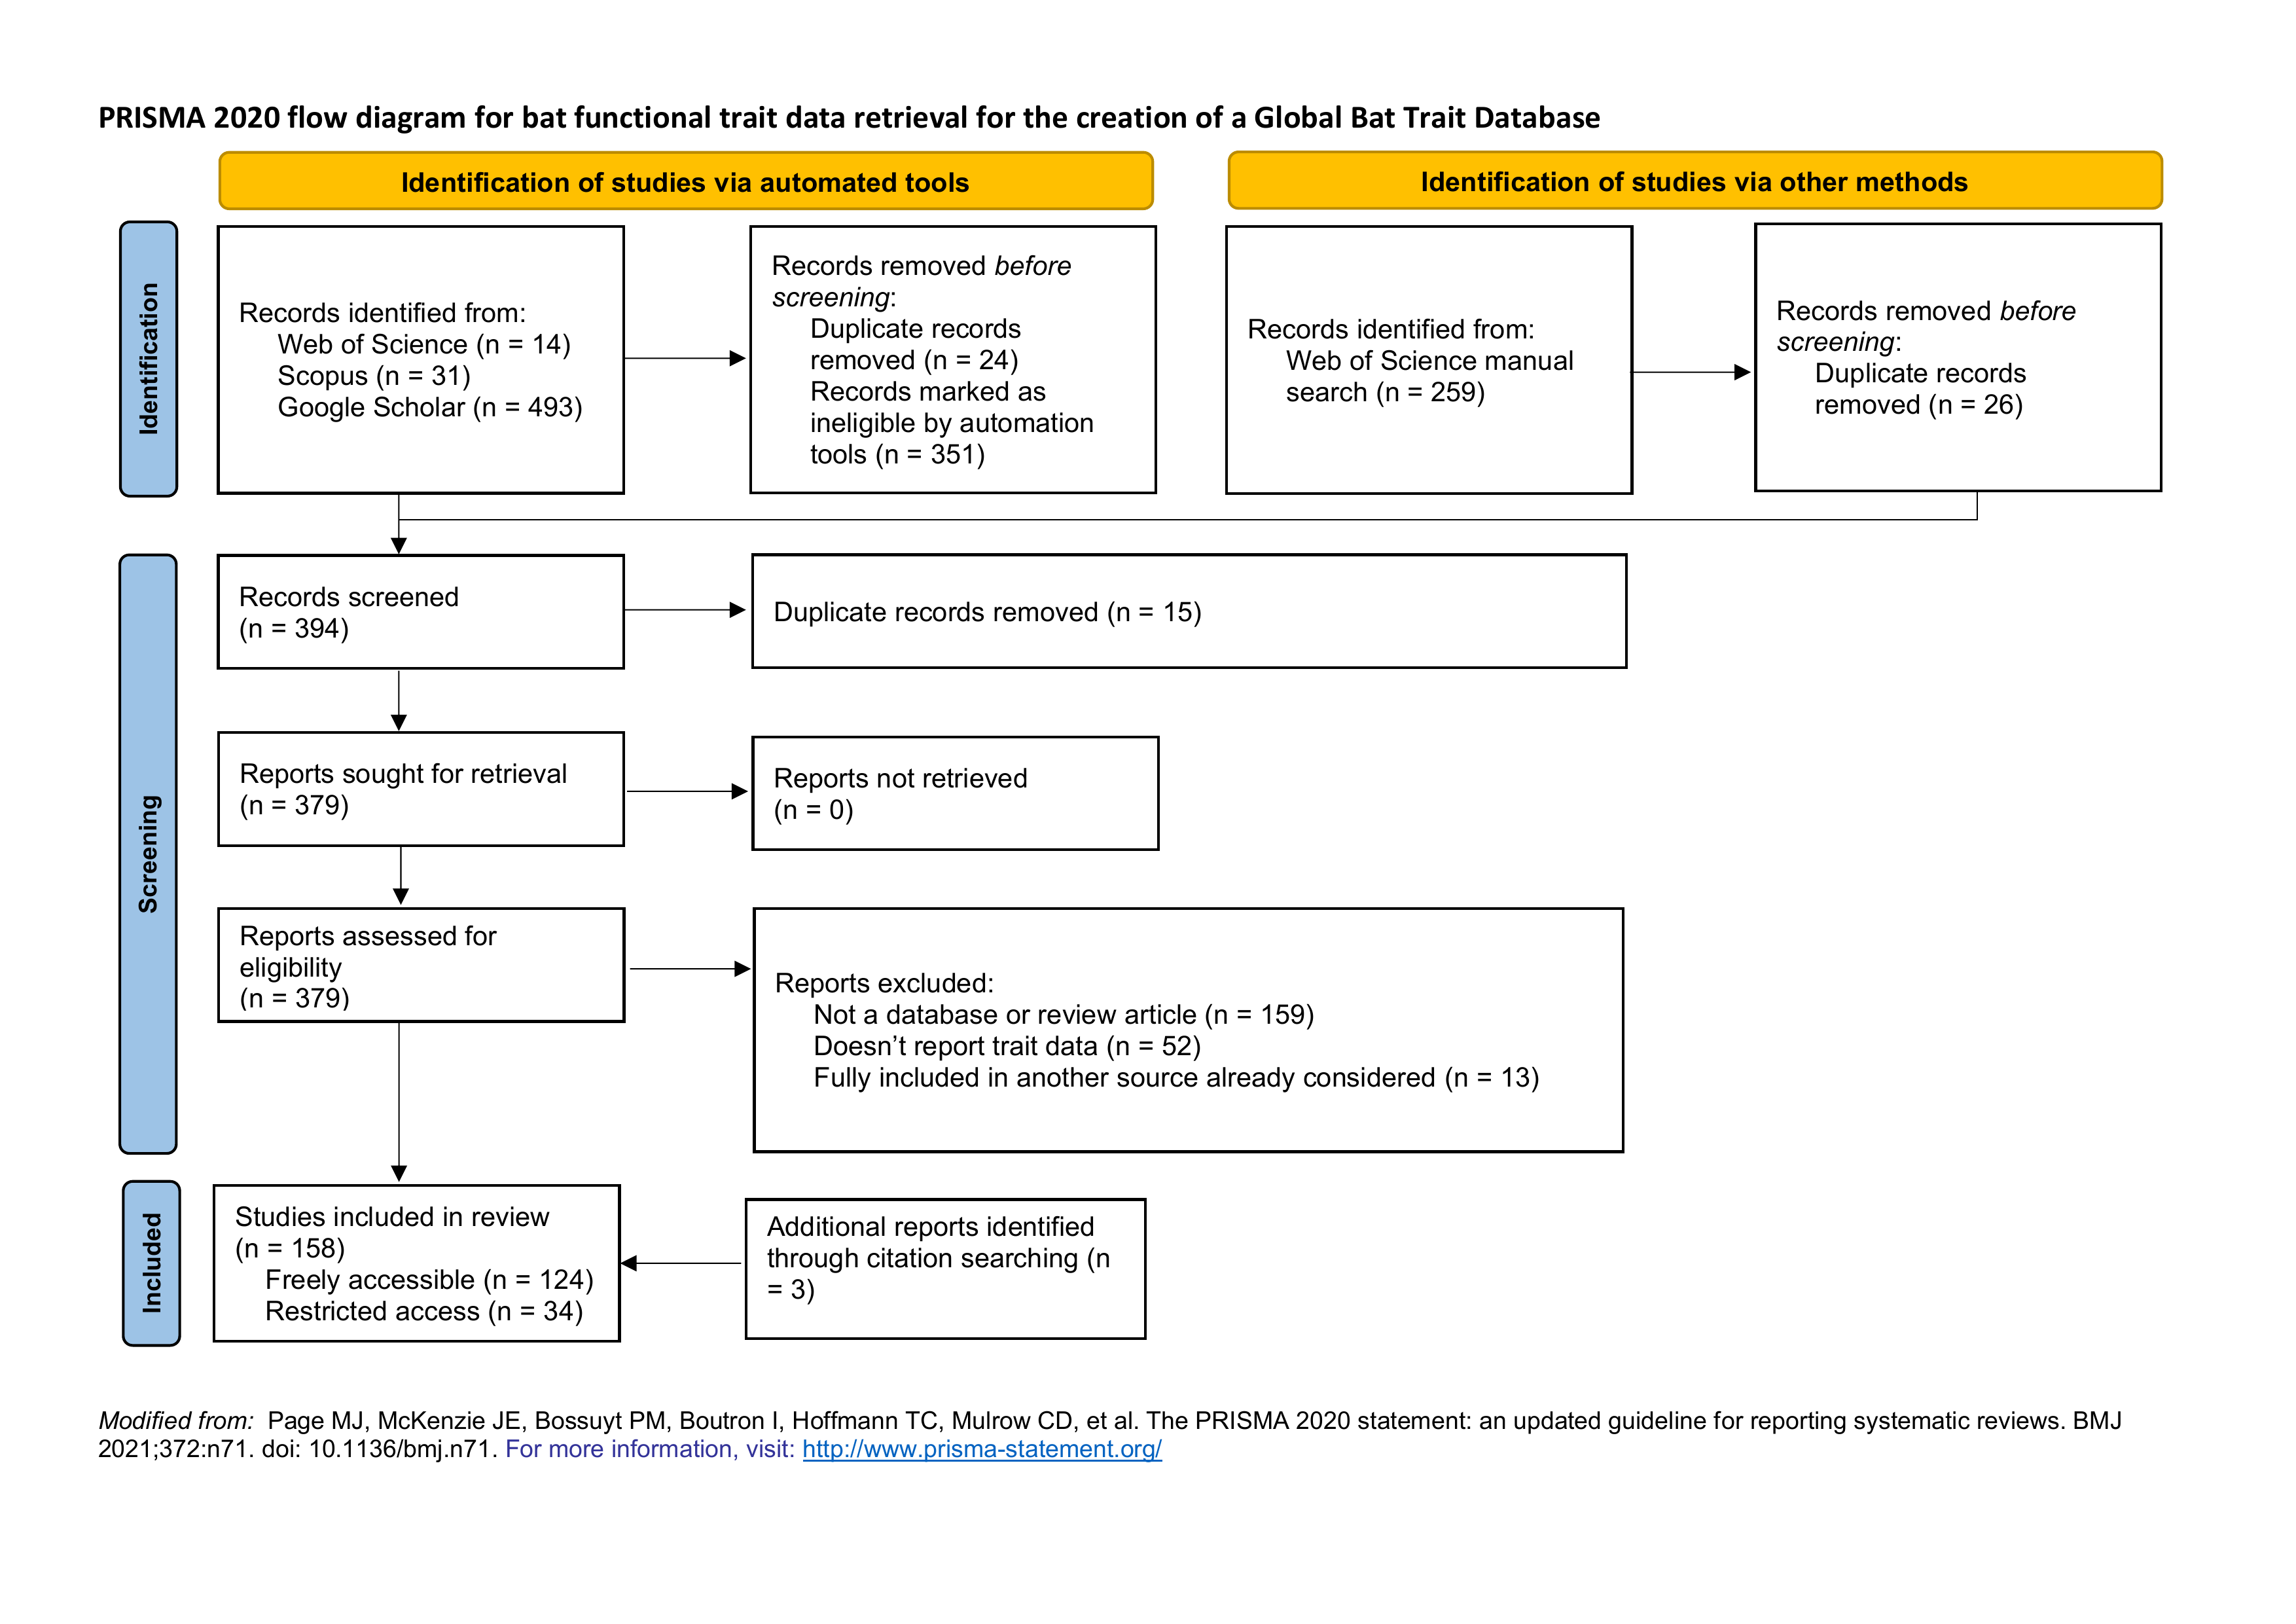 PRISMA 2020 flow diagram for bat functional trait data retrieval for the creation of a Global Bat Trait Database
Identification of studies via automated tools
Identification of studies via other methods
Identification
Records identified from:
Web of Science (n = 14)
Scopus (n = 31)
Google Scholar (n = 493)
Records removed before
screening:
Duplicate records
removed (n = 24)
Records marked as
ineligible by automation
tools (n = 351)
Records identified from:
Web of Science manual
search (n = 259)
Records removed before
screening:
Duplicate records
removed (n = 26)
Screening
Records screened
(n = 394)
Duplicate records removed (n = 15)
Reports sought for retrieval
(n = 379)
Reports not retrieved
(n = 0)
Reports assessed for
eligibility
(n = 379)
Reports excluded:
Not a database or review article (n = 159)
Doesn’t report trait data (n = 52)
Fully included in another source already considered (n = 13)
Included
Studies included in review
(n = 158)
Freely accessible (n = 124)
Restricted access (n = 34)
Additional reports identified
through citation searching (n
= 3)
Modified from:  Page MJ, McKenzie JE, Bossuyt PM, Boutron I, Hoffmann TC, Mulrow CD, et al. The PRISMA 2020 statement: an updated guideline for reporting systematic reviews. BMJ
2021;372:n71. doi: 10.1136/bmj.n71. For more information, visit: http://www.prisma-statement.org/